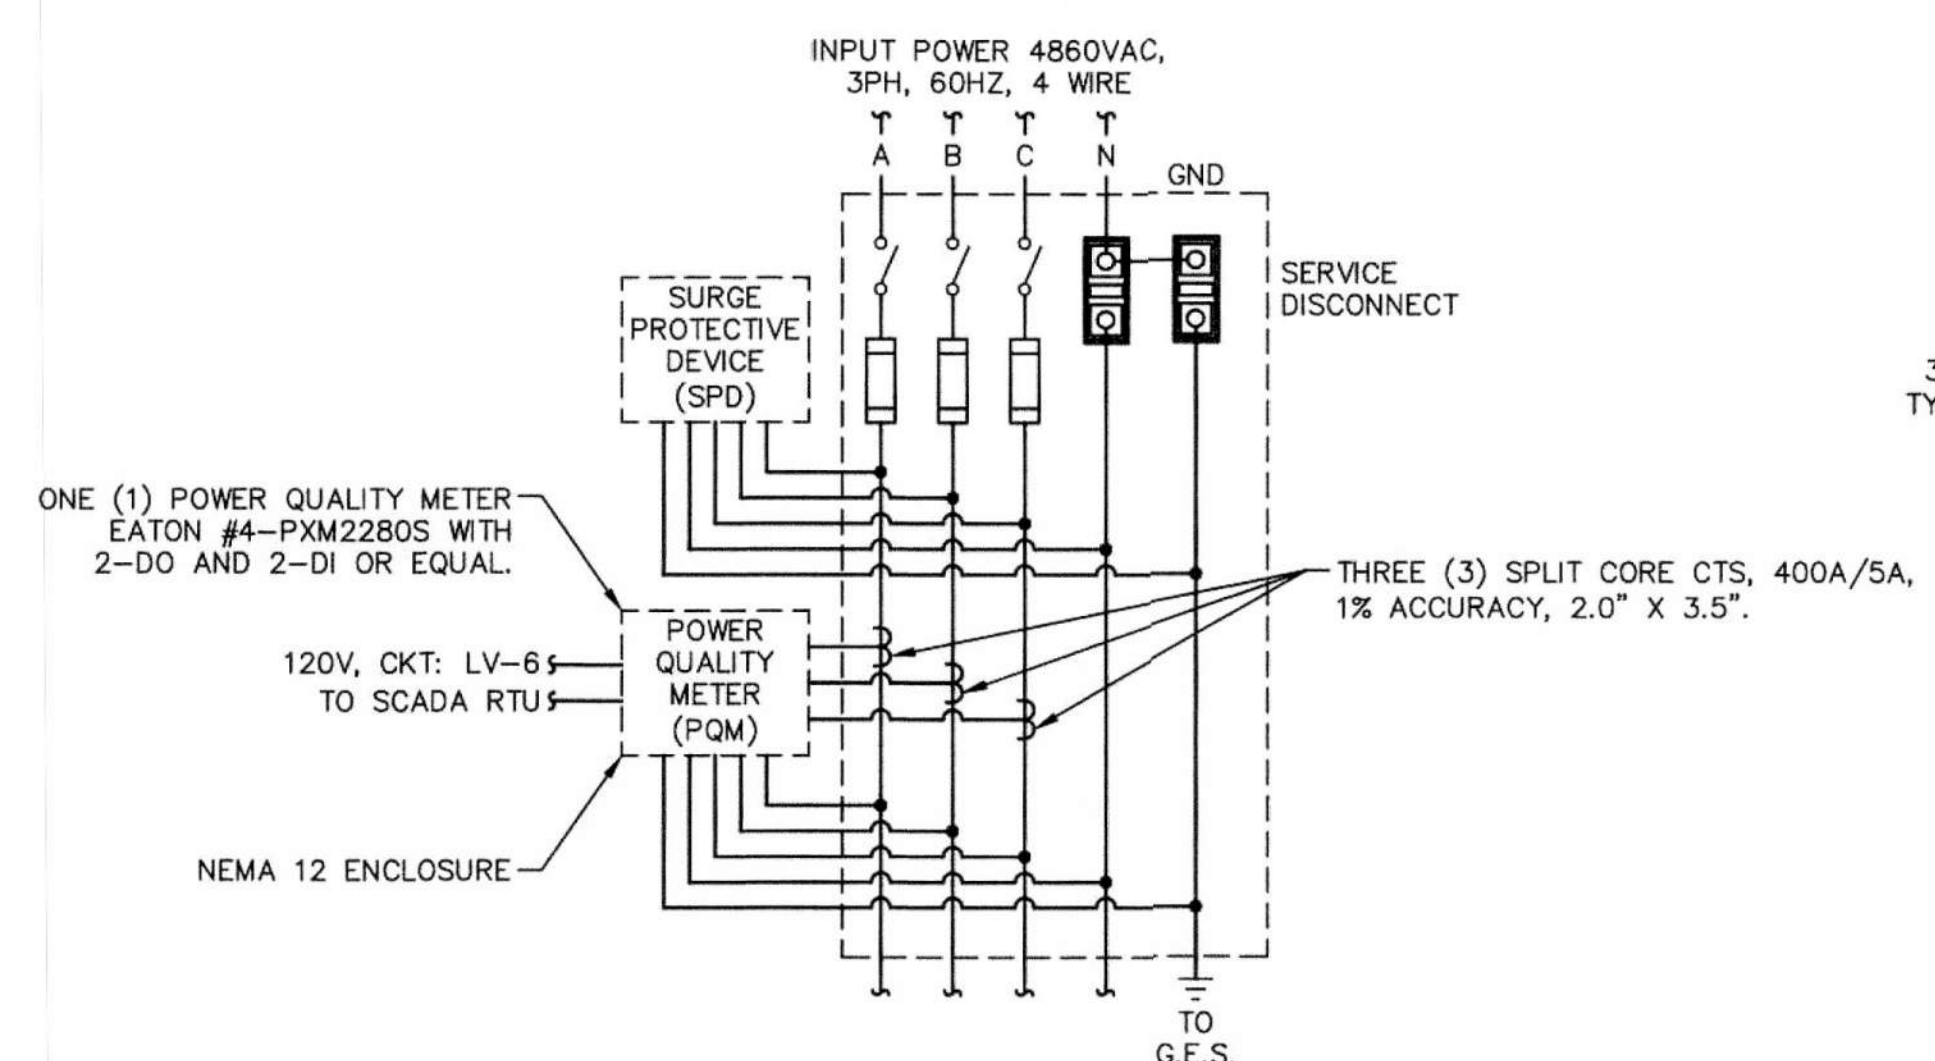 INPUT POWER 4860VAC,
3PH, 60HZ, 4 WIRE
A B C N
GND
SERVICE
DISCONNECT
SURGE
PROTECTIVE
DEVICE
(SPD)
ONE (1) POWER QUALITY METER
EATON #4-PXM2280S WITH
2-DO AND 2-DI OR EQUAL.
THREE (3) SPLIT CORE CTS, 400A/5A,
1% ACCURACY, 2.0" X 3.5".
POWER
QUALITY
METER
(PQM)
120V, CKT: LV-6
TO SCADA RTU
NEMA 12 ENCLOSURE
TO
G.E.S.
TY